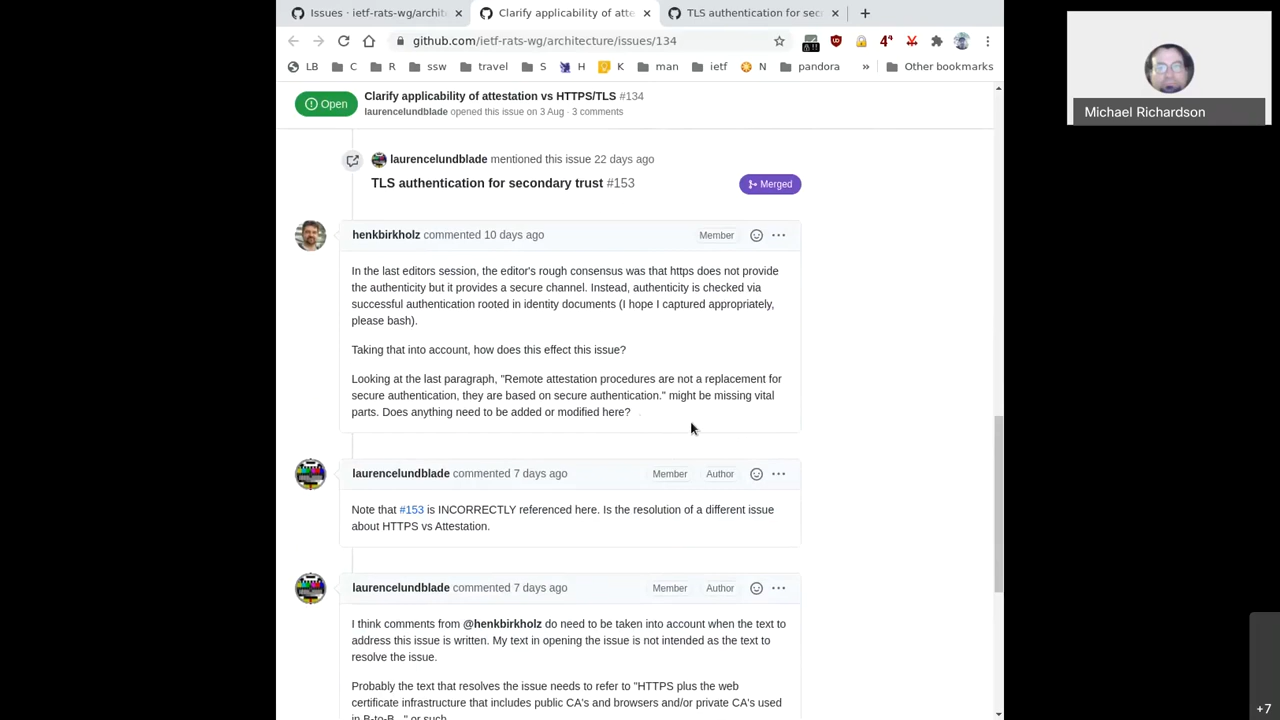 Issues · ietf-rats-wg/archite
Clarify applicability of atte
TLS authentication for sec
github.com/ietf-rats-wg/architecture/issues/134
LB
C
R
ssw
travel
S
H
K
man
ietf
N
pandora
»
Other bookmarks
Open
Clarify applicability of attestation vs HTTPS/TLS #134
laurencelundblade opened this issue on 3 Aug · 3 comments
laurencelundblade mentioned this issue 22 days ago
TLS authentication for secondary trust #153
Merged
henkbirkholz commented 10 days ago
Member
In the last editors session, the editor's rough consensus was that https does not provide
the authenticity but it provides a secure channel. Instead, authenticity is checked via
successful authentication rooted in identity documents (I hope I captured appropriately,
please bash).
Taking that into account, how does this effect this issue?
Looking at the last paragraph, "Remote attestation procedures are not a replacement for
secure authentication, they are based on secure authentication." might be missing vital
parts. Does anything need to be added or modified here?
laurencelundblade commented 7 days ago
Member
Author
Note that #153 is INCORRECTLY referenced here. Is the resolution of a different issue
about HTTPS vs Attestation.
laurencelundblade commented 7 days ago
Member
Author
I think comments from @henkbirkholz do need to be taken into account when the text to
address this issue is written. My text in opening the issue is not intended as the text to
resolve the issue.
Probably the text that resolves the issue needs to refer to "HTTPS plus the web
certificate infrastructure that includes public CA's and browsers and/or private CA's used
in B-to-B..." or such
Michael Richardson
+7